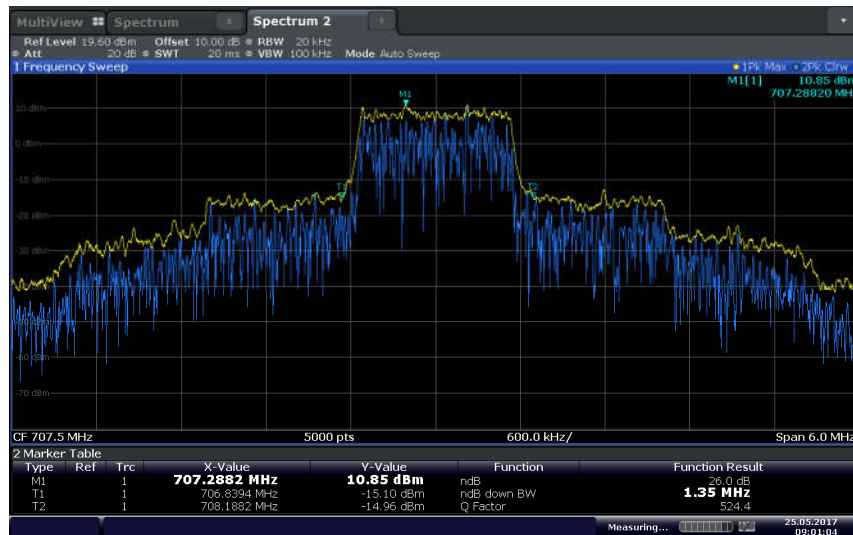 MultiView Spectrum x Spectrum 2 x
Ref Level 19.60 dBm Offset 10.00 dB RBW 20 kHz
Att 20 dB SWT 20 ms VBW 100 kHz Mode Auto Sweep
1 Frequency Sweep 1Pk Max 2Pk Clrw
M1[1] 10.85 dBm
707.28820 MH
M1
10 dBm
0 dBm
-10 dBm
T2
-20 dBm
-30 dBm
-60 dBm
-70 dBm
CF 707.5 MHz 5000 pts 600.0 kHz/ Span 6.0 MHz
2 Marker Table
Type Ref Trc X-Value Y-Value Function Function Result
M1 1 707.2882 MHz 10.85 dBm ndB 26.0 dB
T1 1 706.8394 MHz -15.10 dBm ndB down BW 1.35 MHz
T2 1 708.1882 MHz -14.96 dBm Q Factor 524.4
Measuring... 25.05.2017
09:01:04